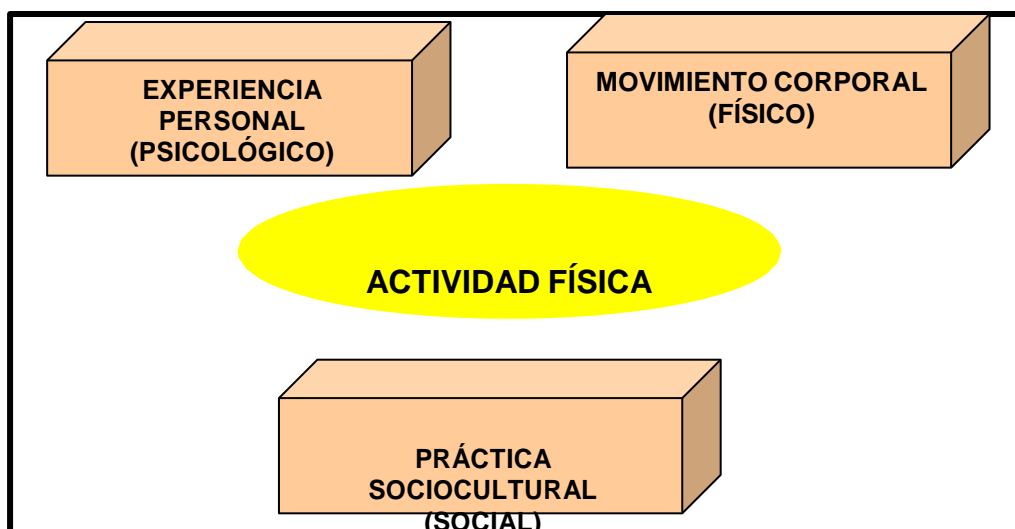 EXPERIENCIA
PERSONAL
(PSICOLÓGICO)
MOVIMIENTO CORPORAL
(FÍSICO)
ACTIVIDAD FÍSICA
PRÁCTICA
SOCIOCULTURAL
(SOCIAL)